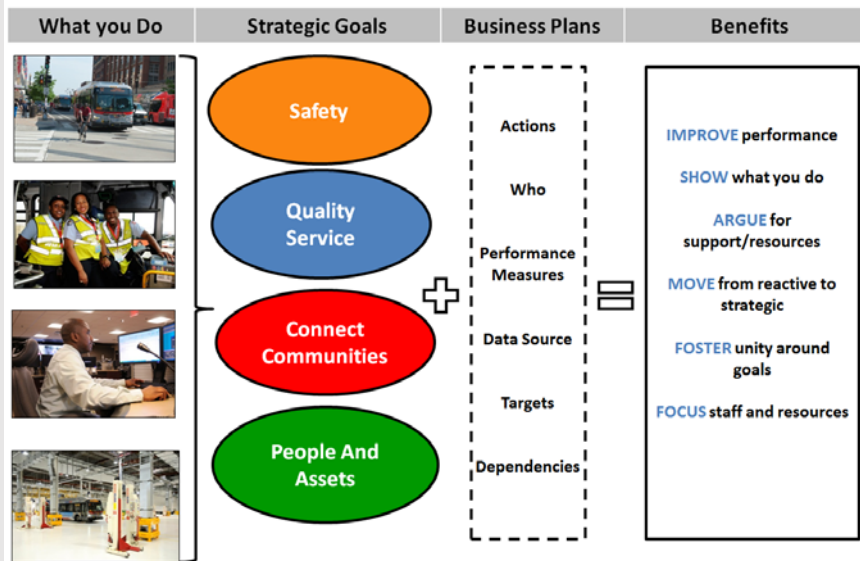 What you Do
Strategic Goals
Business Plans
Benefits
Safety
Quality
Service
Connect
Communities
People And
Assets
Actions
Who
Performance
Measures
Data Source
Targets
Dependencies
IMPROVE performance
SHOW what you do
ARGUE for
support/resources
MOVE from reactive to
strategic
FOSTER unity around
goals
FOCUS staff and resources